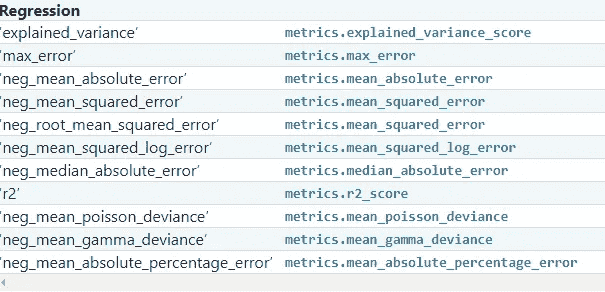 Regression
'explained_variance' metrics.explained_variance_score
'max_error' metrics.max_error
'neg_mean_absolute_error' metrics.mean_absolute_error
'neg_mean_squared_error' metrics.mean_squared_error
'neg_root_mean_squared_error' metrics.mean_squared_error
'neg_mean_squared_log_error' metrics.mean_squared_log_error
'neg_median_absolute_error' metrics.median_absolute_error
'r2' metrics.r2_score
'neg_mean_poisson_deviance' metrics.mean_poisson_deviance
'neg_mean_gamma_deviance' metrics.mean_gamma_deviance
'neg_mean_absolute_percentage_error' metrics.mean_absolute_percentage_error